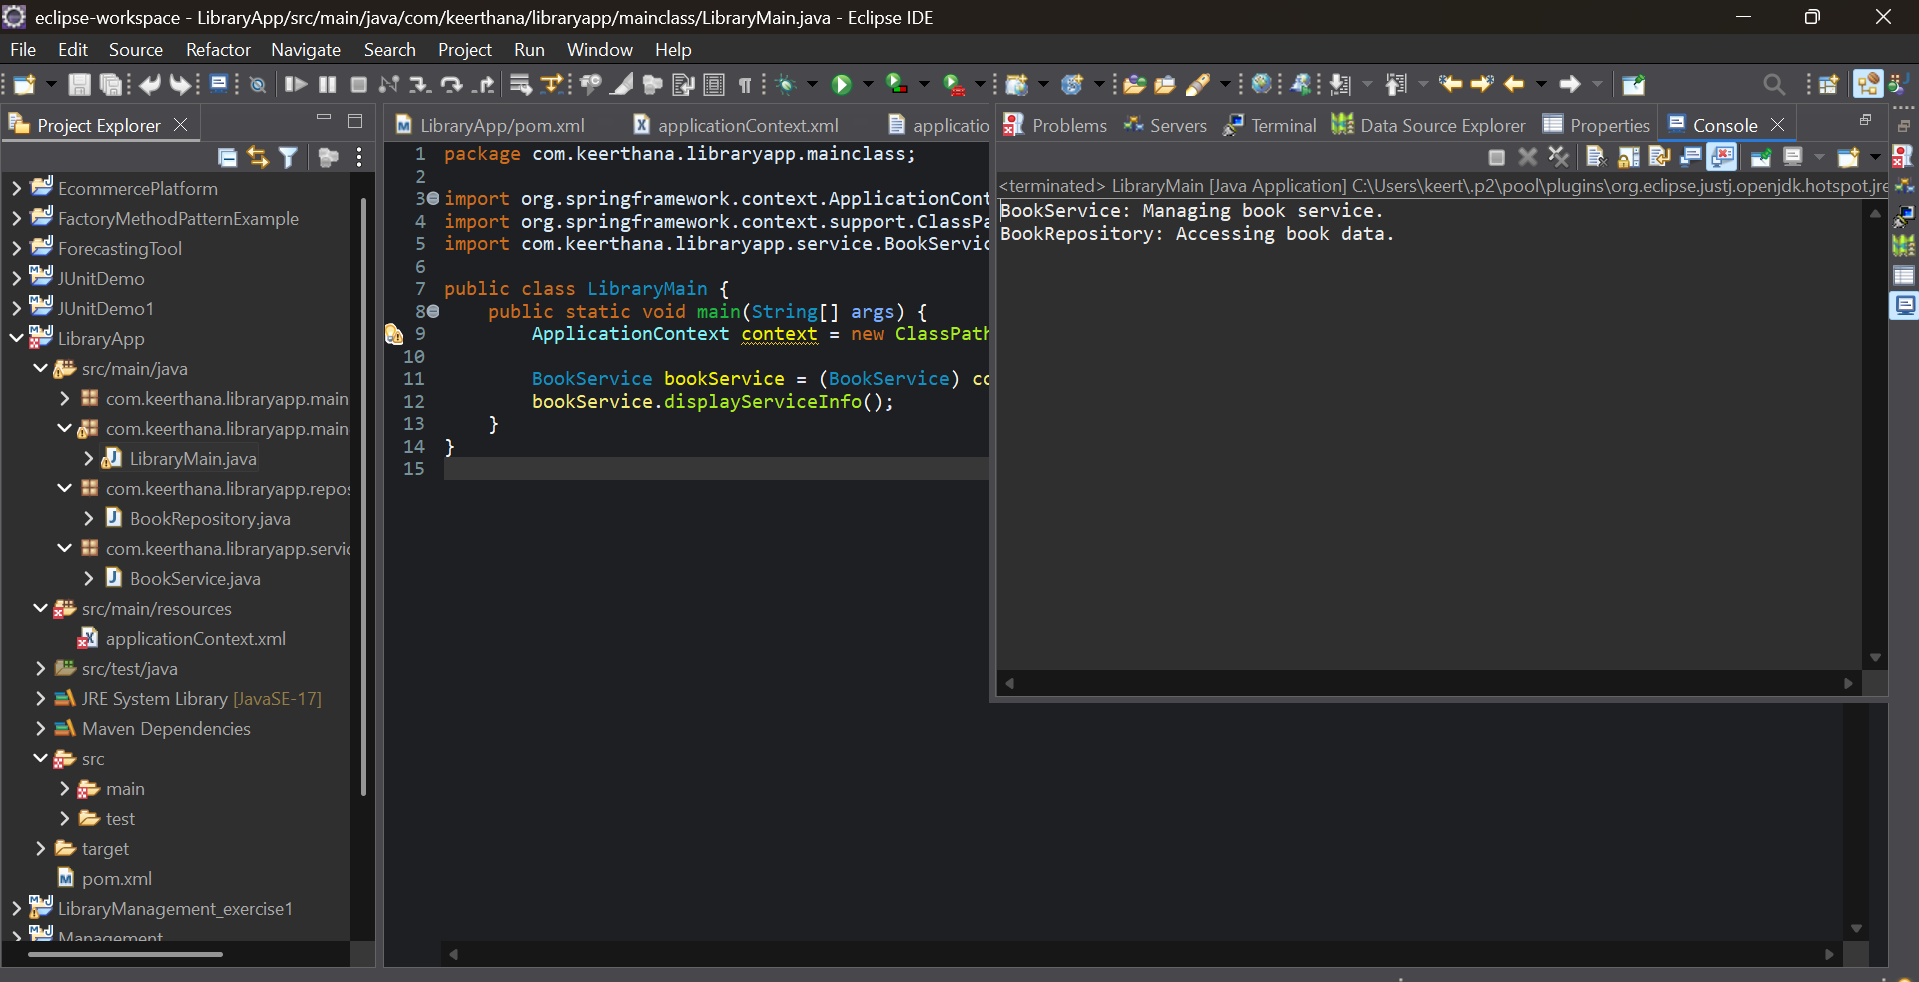 eclipse-workspace - LibraryApp/src/main/java/com/keerthana/libraryapp/mainclass/LibraryMain.java - Eclipse IDE
File Edit Source Refactor Navigate Search Project Run Window Help
Project Explorer
EcommercePlatform
FactoryMethodPatternExample
ForecastingTool
JUnitDemo
JUnitDemo1
LibraryApp
src/main/java
com.keerthana.libraryapp.main
com.keerthana.libraryapp.main
LibraryMain.java
com.keerthana.libraryapp.repos
BookRepository.java
com.keerthana.libraryapp.servic
BookService.java
src/main/resources
applicationContext.xml
src/test/java
JRE System Library [JavaSE-17]
Maven Dependencies
src
main
test
target
pom.xml
LibraryManagement_exercise1
Management
LibraryApp/pom.xml applicationContext.xml applicatio
1 package com.keerthana.libraryapp.mainclass;
2
3 import org.springframework.context.ApplicationCont
4 import org.springframework.context.support.ClassPa
5 import com.keerthana.libraryapp.service.BookServic
6
7 public class LibraryMain {
8 public static void main(String[] args) {
9 ApplicationContext context = new ClassPath
10
11 BookService bookService = (BookService) co
12 bookService.displayServiceInfo();
13 }
14 }
15
Problems Servers Terminal Data Source Explorer Properties Console
<terminated> LibraryMain [Java Application] C:\Users\keert\.p2\pool\plugins\org.eclipse.justj.openjdk.hotspot.jre
BookService: Managing book service.
BookRepository: Accessing book data.